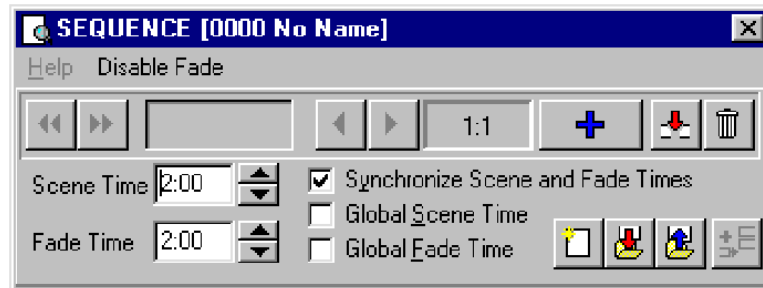 SEQUENCE [0000 No Name]
Help Disable Fade
1:1
Scene Time 2:00
Synchronize Scene and Fade Times
Global Scene Time
Fade Time 2:00
Global Fade Time